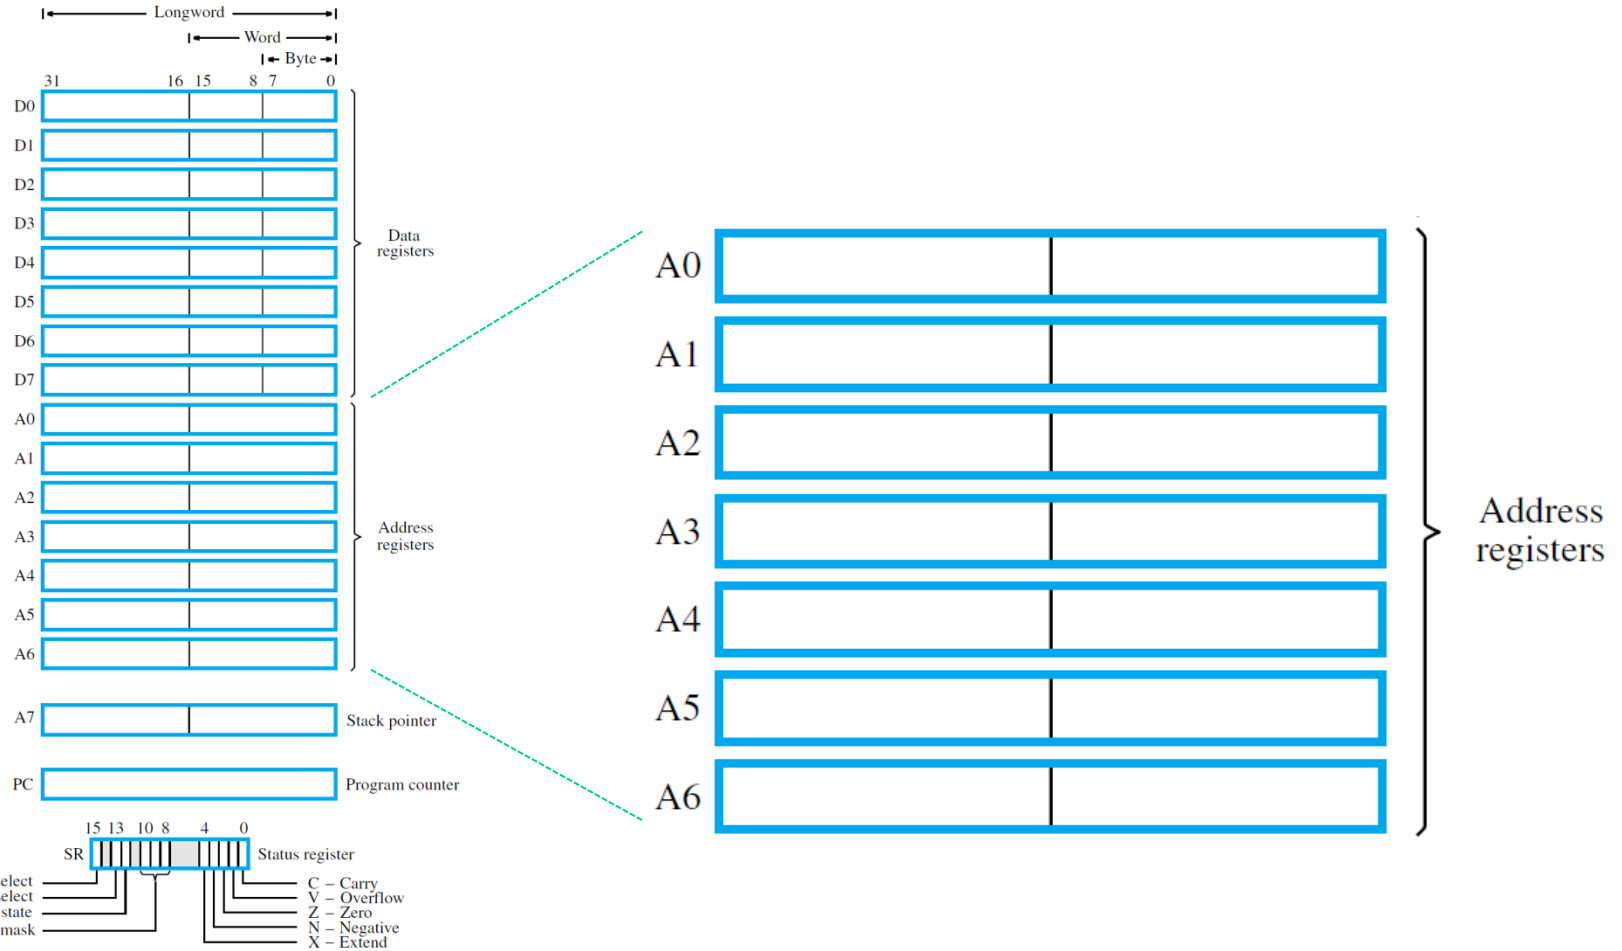 Longword
Word
Byte
31 16 15 8 7 0
D0
D1
D2
D3
D4
D5
D6
D7
Data
registers
A0
A1
A2
A3
A4
A5
A6
Address
registers
A7
Stack pointer
PC
Program counter
15 13 10 8 4 0
SR
Status register
elect
elect
state
mask
C – Carry
V – Overflow
Z – Zero
N – Negative
X – Extend
A0
A1
A2
A3
A4
A5
A6
Address
registers